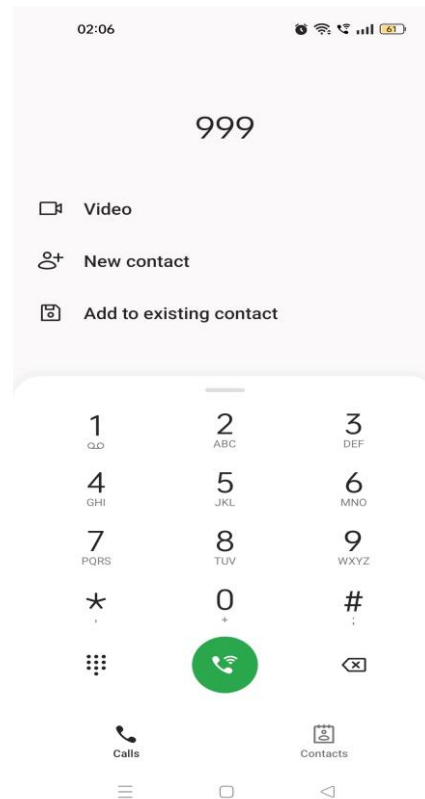 02:06 61
999
Video
New contact
Add to existing contact
1 2 3
ABC DEF
4 5 6
GHI JKL MNO
7 8 9
PQRS TUV WXYZ
* 0 #
, + ;
Calls Contacts